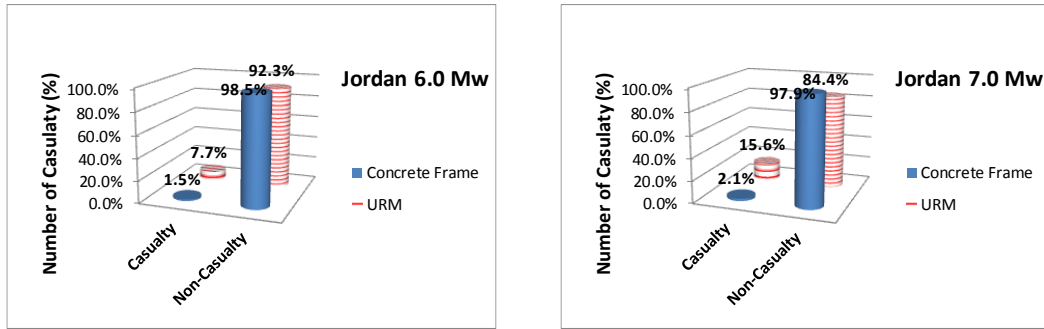 Jordan 6.0 Mw
Number of Casulaty (%)
100.0%
80.0%
60.0%
40.0%
20.0%
0.0%
92.3%
98.5%
7.7%
1.5%
Casualty
Non-Casualty
Concrete Frame
URM
Jordan 7.0 Mw
Number of Casulaty (%)
100.0%
80.0%
60.0%
40.0%
20.0%
0.0%
84.4%
97.9%
15.6%
2.1%
Casualty
Non-Casualty
Concrete Frame
URM